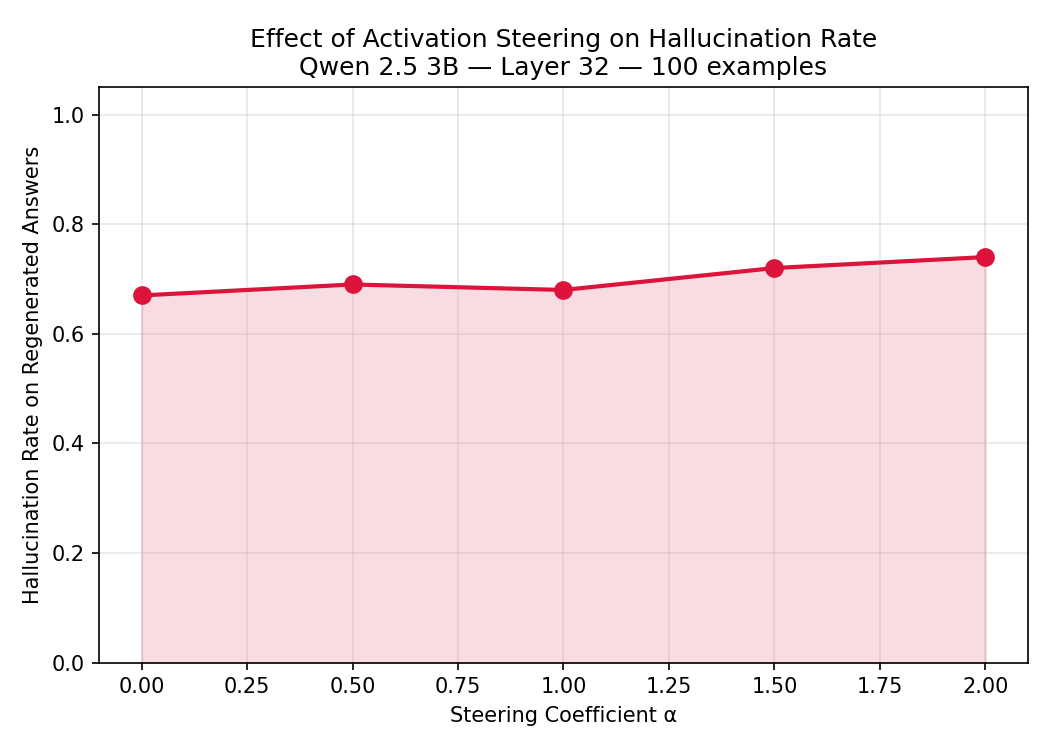 Effect of Activation Steering on Hallucination Rate
Qwen 2.5 3B — Layer 32 — 100 examples
Hallucination Rate on Regenerated Answers
1.0
0.8
0.6
0.4
0.2
0.0
0.00 0.25 0.50 0.75 1.00 1.25 1.50 1.75 2.00
Steering Coefficient α